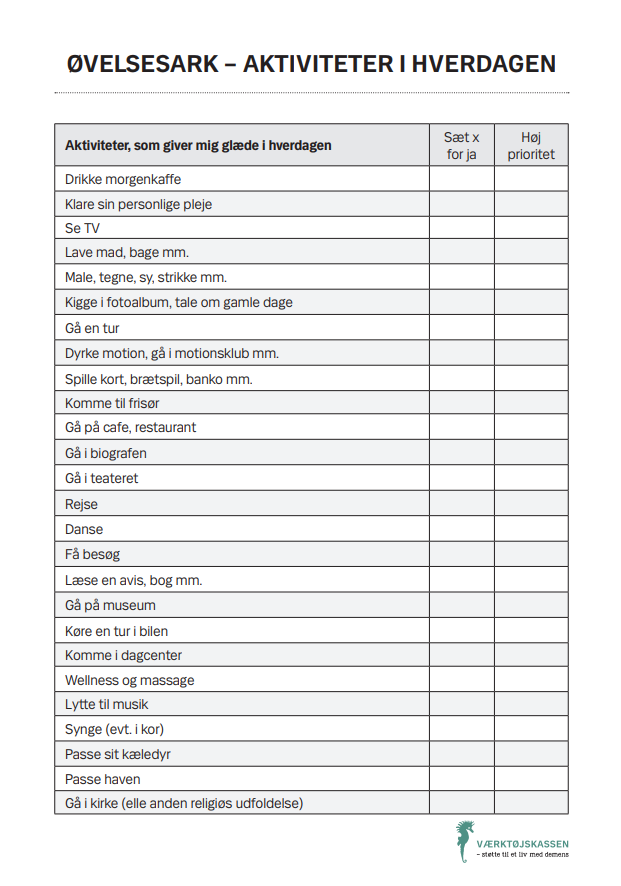 ØVELSESARK – AKTIVITETER I HVERDAGEN
Aktiviteter, som giver mig glæde i hverdagen
Sæt x
for ja
Høj
prioritet
Drikke morgenkaffe
Klare sin personlige pleje
Se TV
Lave mad, bage mm.
Male, tegne, sy, strikke mm.
Kigge i fotoalbum, tale om gamle dage
Gå en tur
Dyrke motion, gå i motionsklub mm.
Spille kort, brætspil, banko mm.
Komme til frisør
Gå på cafe, restaurant
Gå i biografen
Gå i teateret
Rejse
Danse
Få besøg
Læse en avis, bog mm.
Gå på museum
Køre en tur i bilen
Komme i dagcenter
Wellness og massage
Lytte til musik
Synge (evt. i kor)
Passe sit kæledyr
Passe haven
Gå i kirke (elle anden religiøs udfoldelse)
VÆRKTØJSKASSEN
– støtte til et liv med demens